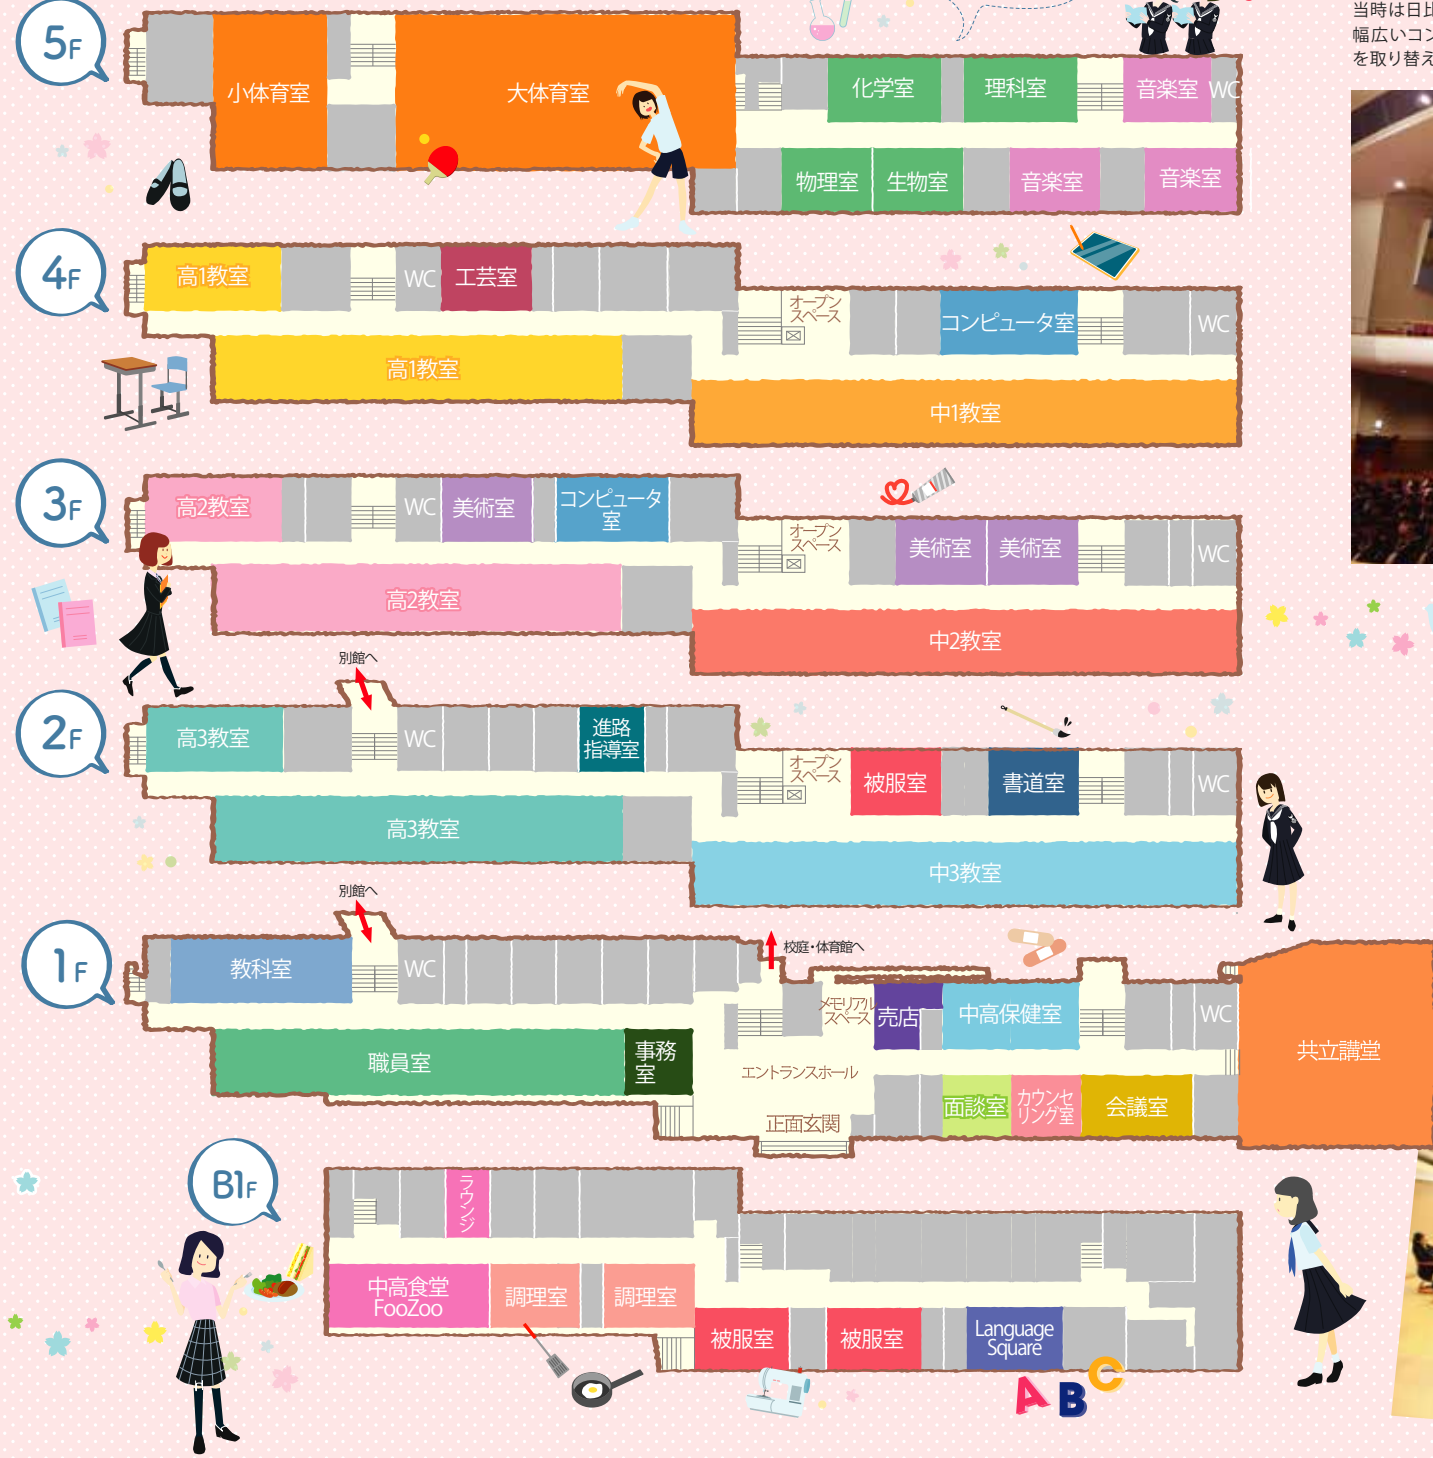 当時は日比
幅広いコン
を取り替え
5F
小体育室
大体育室
化学室
理科室
音楽室
WC
物理室
生物室
音楽室
音楽室
4F
高1教室
WC
工芸室
オープン
スペース
コンピュータ室
WC
高1教室
中1教室
3F
高2教室
WC
美術室
コンピュータ
室
オープン
スペース
美術室
美術室
WC
高2教室
中2教室
別館へ
2F
高3教室
WC
進路
指導室
オープン
スペース
被服室
書道室
WC
高3教室
中3教室
別館へ
1F
教科室
WC
校庭・体育館へ
メモリアル
スペース
売店
中高保健室
WC
共立講堂
職員室
事務
室
エントランスホール
正面玄関
面談室
カウンセ
リング室
会議室
B1F
ラウンジ
中高食堂
FooZoo
調理室
調理室
被服室
被服室
Language
Square
A B C